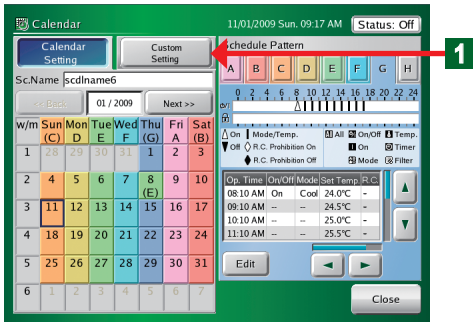 Calendar 11/01/2009 Sun. 09:17 AM Status: Off
Calendar Setting
Custom Setting
1
Schedule Pattern
A B C D E F G H
Sc.Name scdlname6
<< Back 01 / 2009 Next >>
0 2 4 6 8 10 12 14 16 18 20 22 24
w/m Sun (C) Mon D Tue E Wed F Thu (G) Fri A Sat (B)
1 28 29 30 31 1 2 3
2 4 5 6 7 8 (E) 9 10
3 11 12 13 14 15 16 17
4 18 19 20 21 22 23 24
5 25 26 27 28 29 30 31
6 1 2 3 4 5 6 7
On Mode/Temp. All On/Off Temp.
Off R.C. Prohibition On On Timer
R.C. Prohibition Off Mode Filter
Op. Time On/Off Mode Set Temp R.C.
08:10 AM On Cool 24.0°C -
09:10 AM -- -- 24.5°C -
10:10 AM -- -- 25.0°C -
11:10 AM -- -- 25.5°C -
Edit
Close